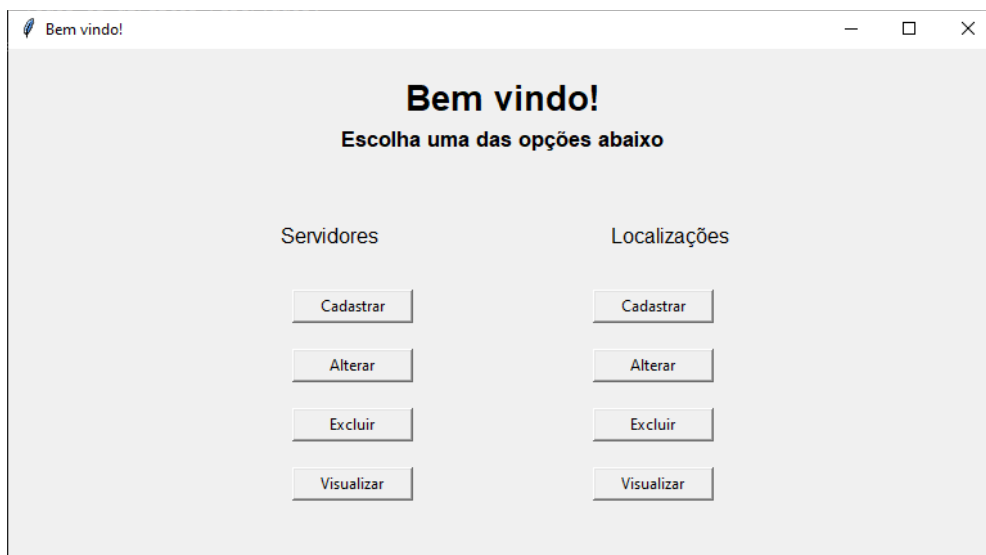 Bem vindo!
Bem vindo!
Escolha uma das opções abaixo
Servidores Localizações
Cadastrar Cadastrar
Alterar Alterar
Excluir Excluir
Visualizar Visualizar